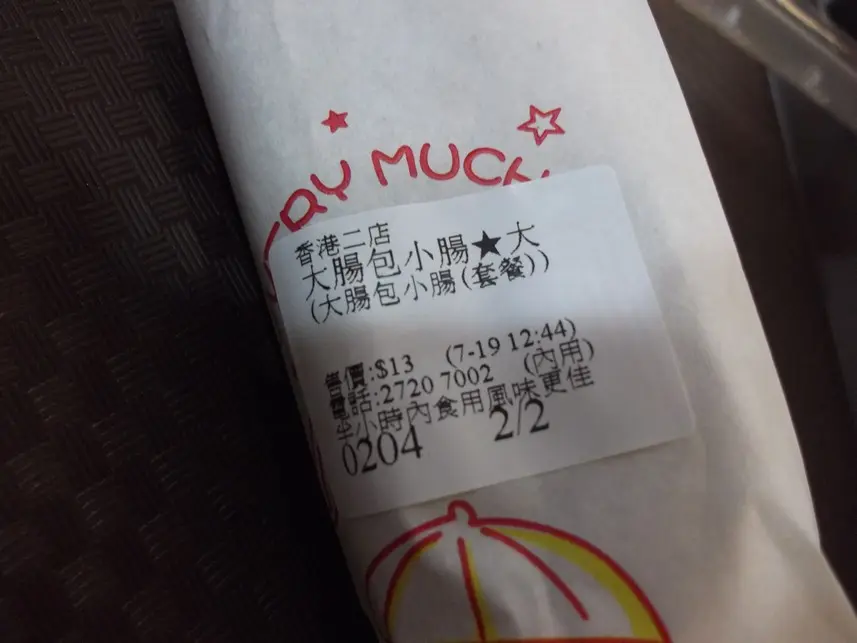 RY MUCH
香港二店
大腸包小腸★大
(大腸包小腸(套餐))
售價:$13 (7-19 12:44)
電話:2720 7002 (內用)
半小時內食用風味更佳
0204 2/2